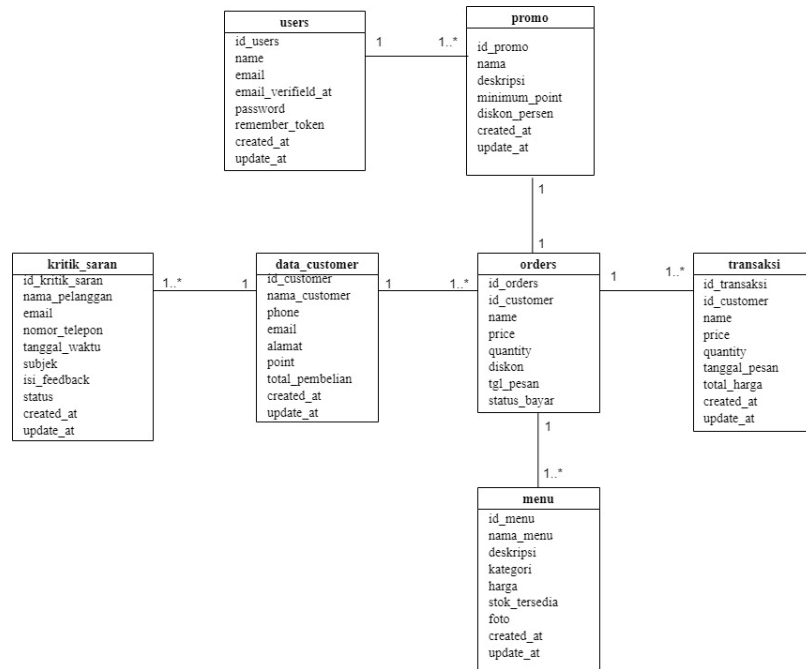 users
id_users
name
email
email_verifield_at
password
remember_token
created_at
update_at
1
1..*
promo
id_promo
nama
deskripsi
minimum_point
diskon_persen
created_at
update_at
1
1
kritik_saran
id_kritik_saran
nama_pelanggan
email
nomor_telepon
tanggal_waktu
subjek
isi_feedback
status
created_at
update_at
1..*
1
data_customer
id_customer
nama_customer
phone
email
alamat
point
total_pembelian
created_at
update_at
1
1..*
orders
id_orders
id_customer
name
price
quantity
diskon
tgl_pesan
status_bayar
1
1..*
transaksi
id_transaksi
id_customer
name
price
quantity
tanggal_pesan
total_harga
created_at
update_at
1
1..*
menu
id_menu
nama_menu
deskripsi
kategori
harga
stok_tersedia
foto
created_at
update_at